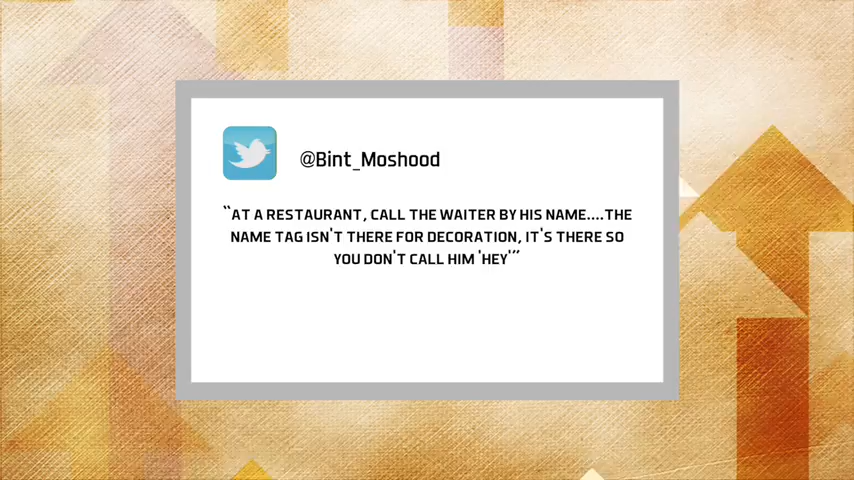 @Bint_Moshood
“AT A RESTAURANT, CALL THE WAITER BY HIS NAME....THE
NAME TAG ISN'T THERE FOR DECORATION, IT'S THERE SO
YOU DON'T CALL HIM 'HEY'”